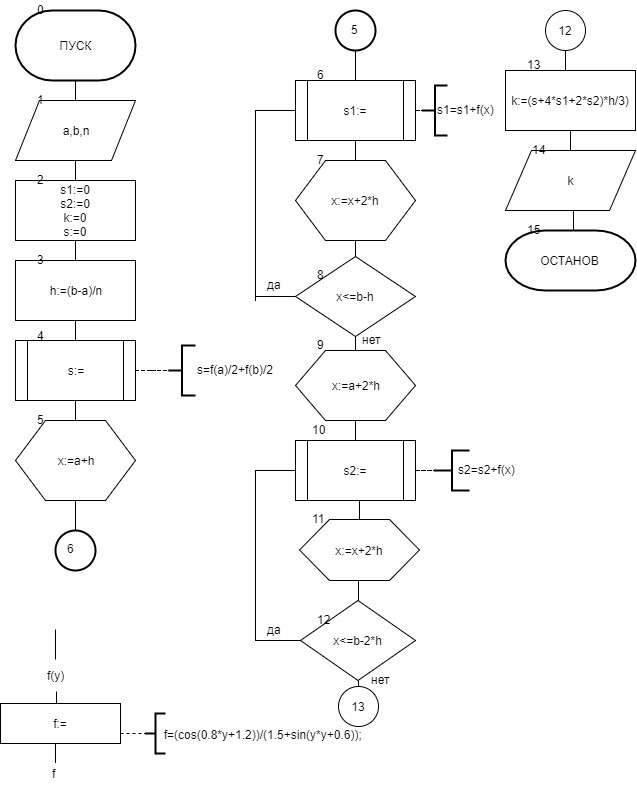 0
ПУСК
1
a,b,n
2
s1:=0
s2:=0
k:=0
s:=0
3
h:=(b-a)/n
4
s:=
s=f(a)/2+f(b)/2
5
x:=a+h
6
f(y)
f:=
f=(cos(0.8*y+1.2))/(1.5+sin(y*y+0.6));
f
5
6
s1:=
s1=s1+f(x)
7
x:=x+2*h
8
x<=b-h
да
нет
9
x:=a+2*h
10
s2:=
s2=s2+f(x)
11
x:=x+2*h
12
x<=b-2*h
да
нет
13
12
13
k:=(s+4*s1+2*s2)*h/3)
14
k
15
ОСТАНОВ